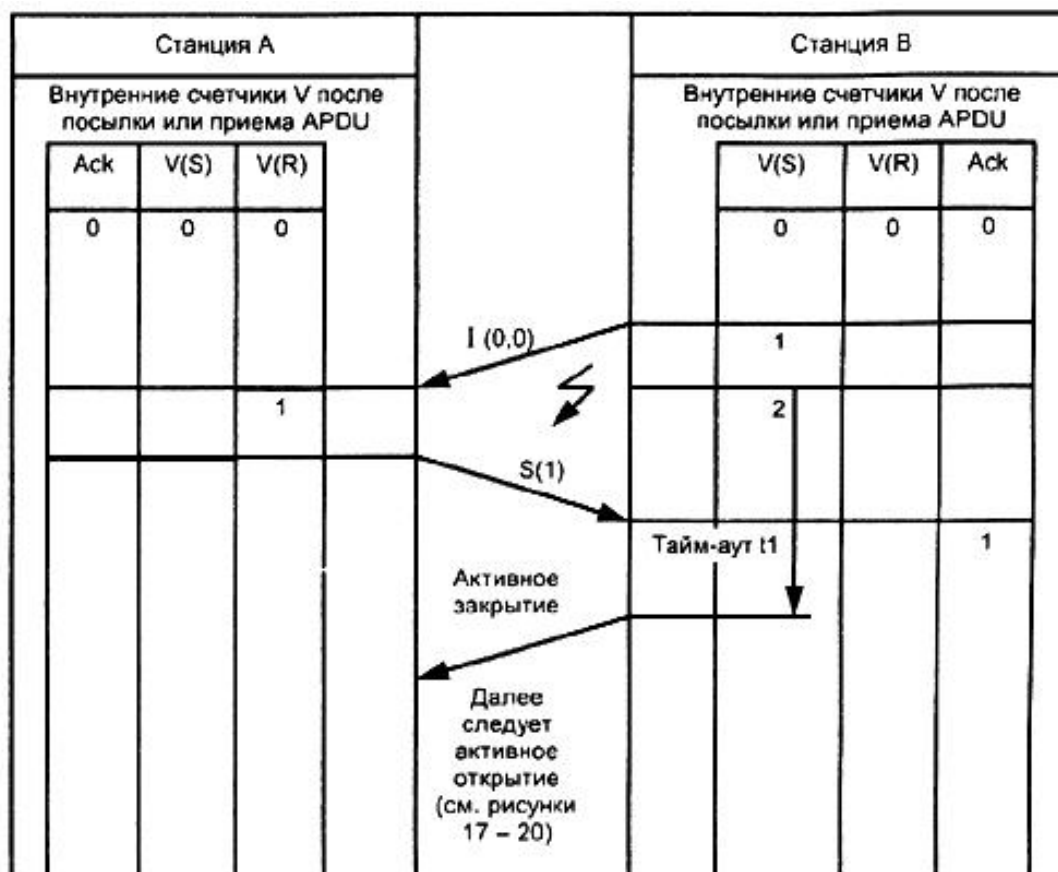 Станция А
Станция В
Внутренние счетчики V после
посылки или приема APDU
Внутренние счетчики V после
посылки или приема APDU
Ack V(S) V(R)
V(S) V(R) Ack
0 0 0
0 0 0
I (0,0)
1
1
2
S(1)
Тайм-аут t1
1
Активное
закрытие
Далее
следует
активное
открытие
(см. рисунки
17 – 20)